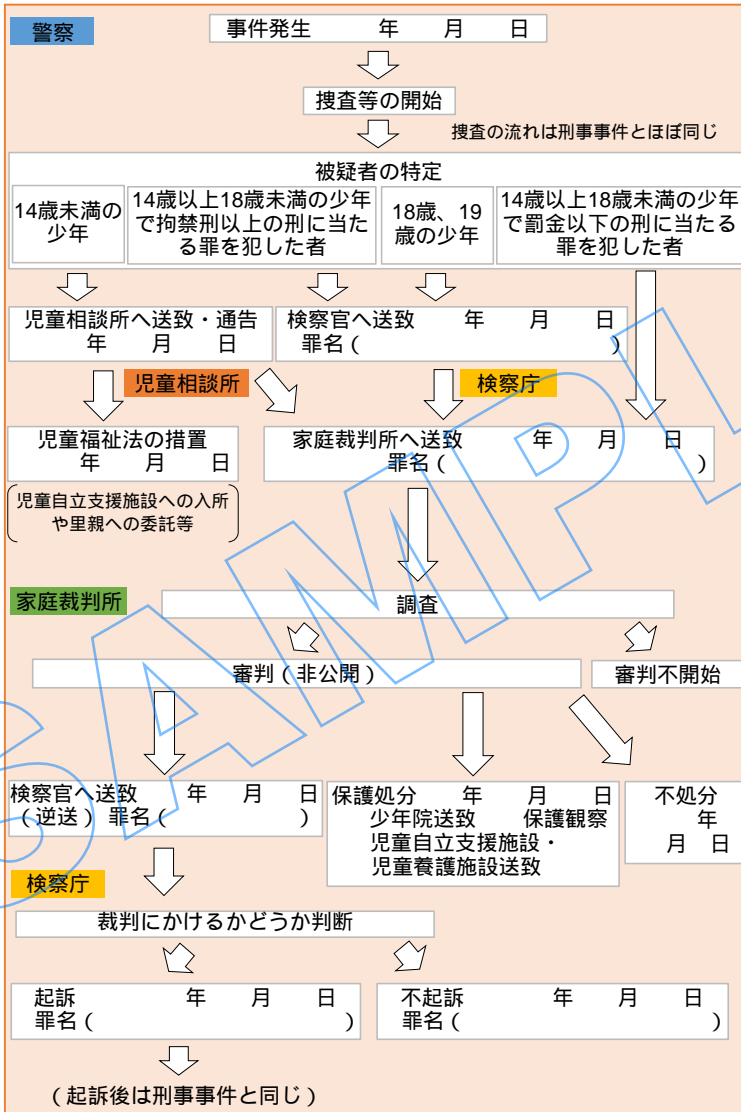 警察
事件発生　年　月　日
捜査等の開始
捜査の流れは刑事事件とほぼ同じ
被疑者の特定
14歳未満の
少年
14歳以上18歳未満の少年
で拘禁刑以上の刑に当た
る罪を犯した者
18歳、19
歳の少年
14歳以上18歳未満の少年
で罰金以下の刑に当たる
罪を犯した者
児童相談所へ送致・通告
年　月　日
検察官へ送致　年　月　日
罪名（　）
児童相談所
検察庁
児童福祉法の措置
年　月　日
家庭裁判所へ送致　年　月　日
罪名（　）
児童自立支援施設への入所
や里親への委託等
家庭裁判所
調査
審判（非公開）
審判不開始
検察官へ送致　年　月　日
（逆送）罪名（　）
保護処分　年　月　日
少年院送致　保護観察
児童自立支援施設・
児童養護施設送致
不処分
年
月　日
検察庁
裁判にかけるかどうか判断
起訴　年　月　日
罪名（　）
不起訴　年　月　日
罪名（　）
（起訴後は刑事事件と同じ）
SAMPL